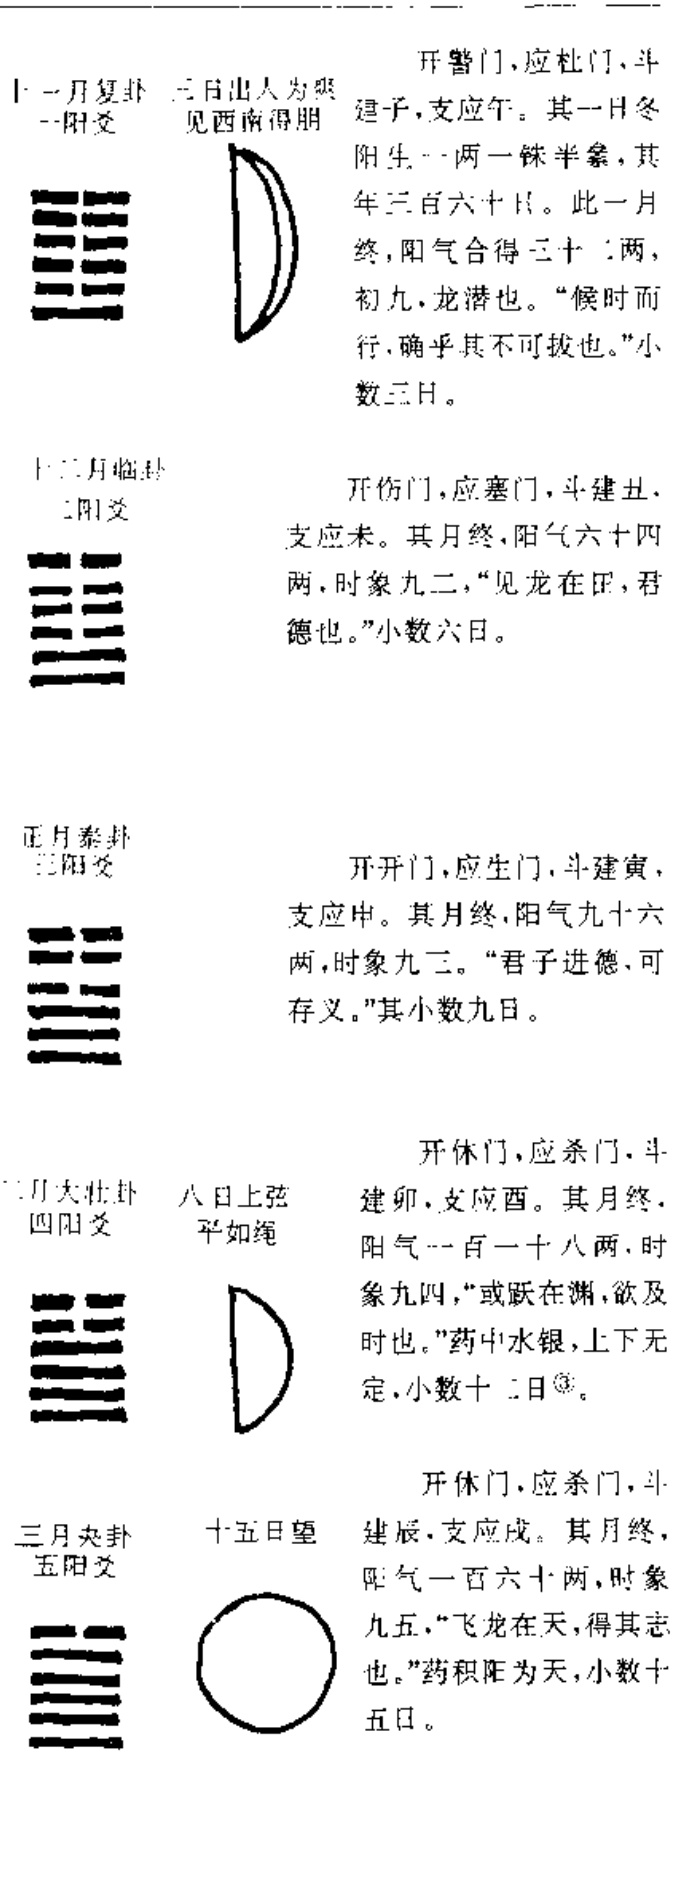 十一月复卦
一阳爻
三日出人为爽
见西南得朋
开警门，应杜门，斗
建子，支应午。其一日冬
阳生一两一铢半象，其
年三百六十日。此一月
终，阳气合得三十二两，
初九，龙潜也。“候时而
行，确乎其不可拔也。”小
数三日。
十二月临卦
二阳爻
开伤门，应塞门，斗建丑，
支应未。其月终，阳气六十四
两，时象九二，“见龙在田，君
德也。”小数六日。
正月泰卦
三阳爻
开开门，应生门，斗建寅，
支应申。其月终，阳气九十六
两，时象九三。“君子进德，可
存义。”其小数九日。
二月大壮卦
四阳爻
八日上弦
平如绳
开休门，应杀门，斗
建卯，支应酉。其月终，
阳气一百一十八两，时
象九四，“或跃在渊，欲及
时也。”药中水银，上下无
定，小数十二日③。
三月夬卦
五阳爻
十五日望
开休门，应杀门，斗
建辰，支应戌。其月终，
阳气一百六十两，时象
九五，“飞龙在天，得其志
也。”药积阳为天，小数十
五日。